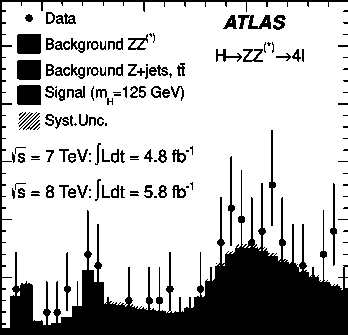 Data
ATLAS
Background ZZ(*)
H→ZZ(*)→4l
Background Z+jets, tt̄
Signal (mH=125 GeV)
Syst.Unc.
√s = 7 TeV: ∫Ldt = 4.8 fb-1
√s = 8 TeV: ∫Ldt = 5.8 fb-1